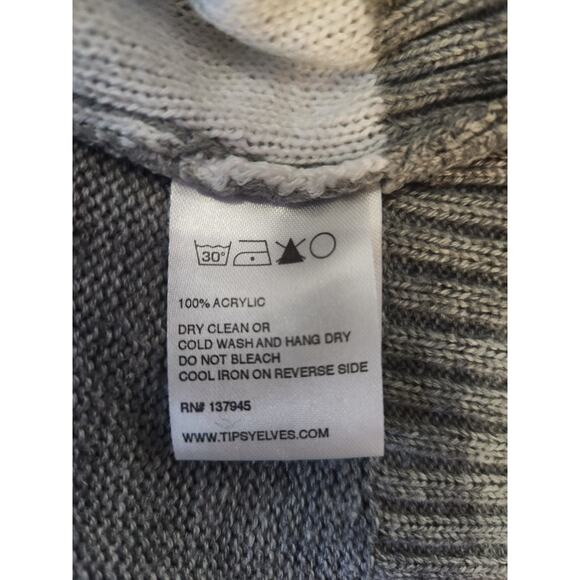 30°
100% ACRYLIC
DRY CLEAN OR
COLD WASH AND HANG DRY
DO NOT BLEACH
COOL IRON ON REVERSE SIDE
RN# 137945
WWW.TIPSYELVES.COM